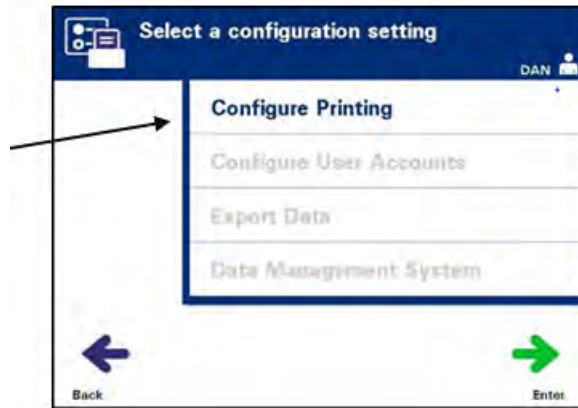 Select a configuration setting
DAN
Configure Printing
Configure User Accounts
Export Data
Data Management System
Back
Enter